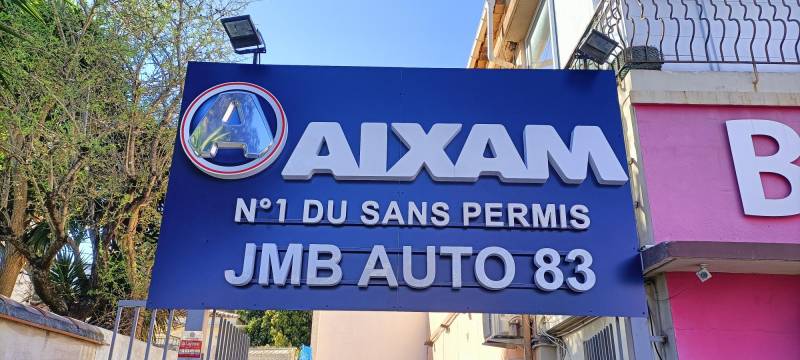 A AIXAM
N°1 DU SANS PERMIS
JMB AUTO 83
B